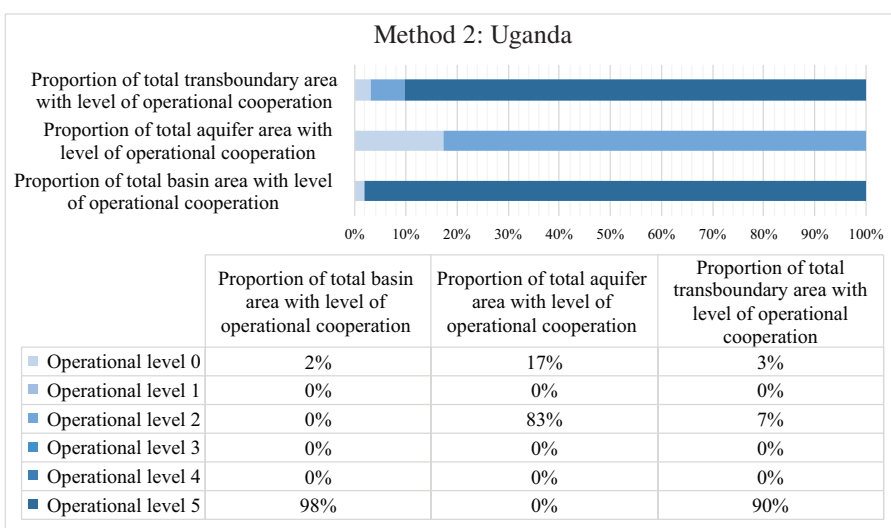 Method 2: Uganda
Proportion of total transboundary area
with level of operational cooperation
Proportion of total aquifer area with
level of operational cooperation
Proportion of total basin area with level
of operational cooperation
0% 10% 20% 30% 40% 50% 60% 70% 80% 90% 100%
Proportion of total basin
area with level of
operational cooperation
Proportion of total aquifer
area with level of
operational cooperation
Proportion of total
transboundary area with
level of operational
cooperation
Operational level 0 2% 17% 3%
Operational level 1 0% 0% 0%
Operational level 2 0% 83% 7%
Operational level 3 0% 0% 0%
Operational level 4 0% 0% 0%
Operational level 5 98% 0% 90%